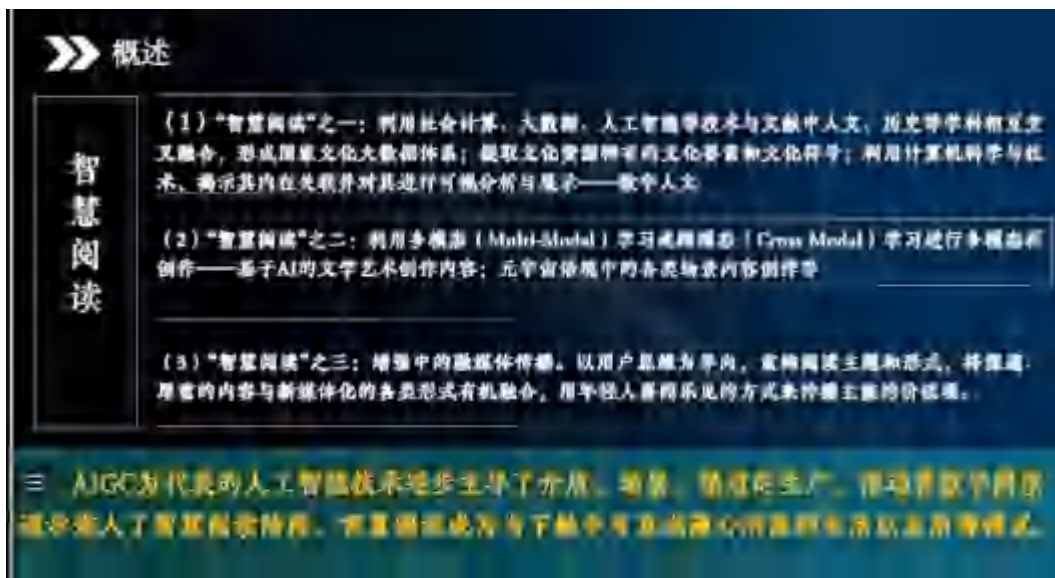 概述
智慧阅读
（1）“智慧阅读”之一：利用社会计算、大数据、人工智能等技术与文献中人文、历史等学科相互交
叉融合，形成国家文化大数据体系；提取文化资源特有的文化要素和文化符号；利用计算机科学与技
术，揭示其内在关联并对其进行可视分析与展示——数字人文
（2）“智慧阅读”之二：利用多模态（Multi-Modal）学习或跨模态（Cross Modal）学习进行多模态
创作——基于AI的文学艺术创作内容；元宇宙语境中的各类场景内容创作等
（3）“智慧阅读”之三：增强中的融媒体传播。以用户思维为导向，重构阅读主题和形式，将
厚重的内容与新媒体化的各类形式有机融合，用年轻人喜闻乐见的方式来传播主流的价值观。
AIGC为代表的人工智能技术逐步主导了
智慧阅读阶段